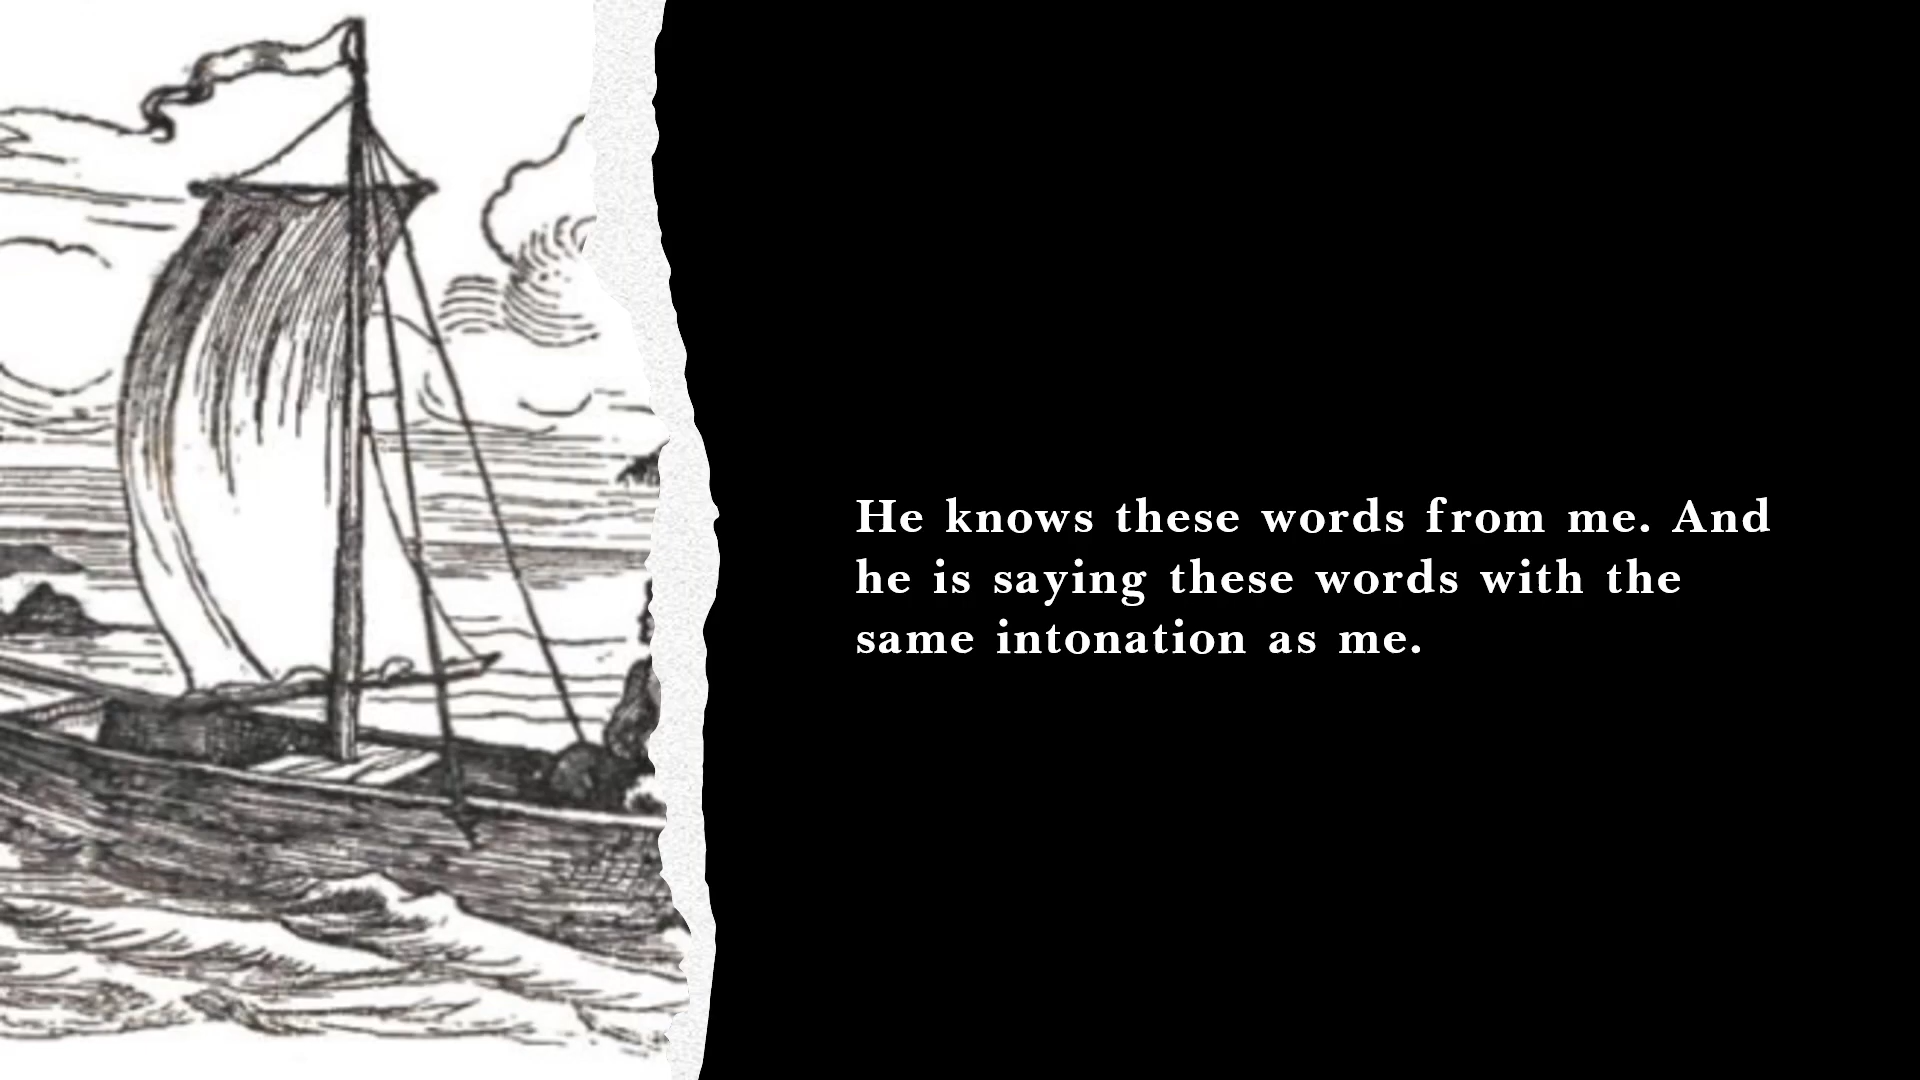 He knows these words from me. And
he is saying these words with the
same intonation as me.